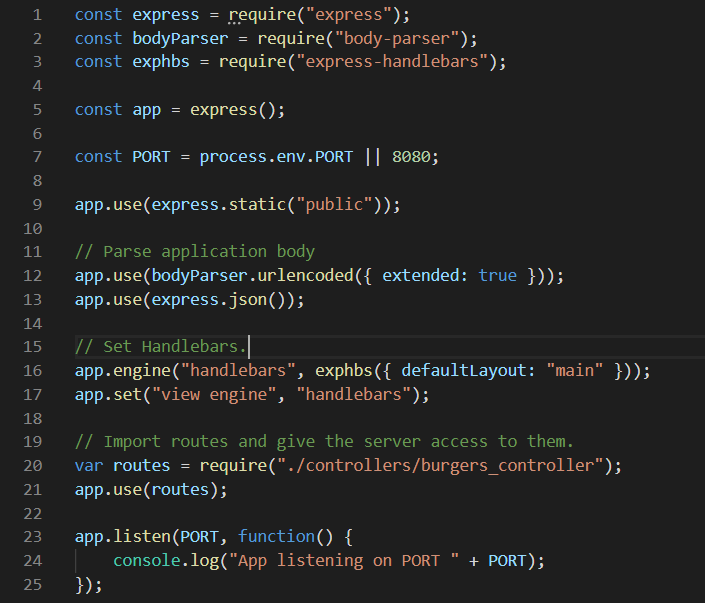 1 const express = require("express");
2 const bodyParser = require("body-parser");
3 const exphbs = require("express-handlebars");
4
5 const app = express();
6
7 const PORT = process.env.PORT || 8080;
8
9 app.use(express.static("public"));
10
11 // Parse application body
12 app.use(bodyParser.urlencoded({ extended: true }));
13 app.use(express.json());
14
15 // Set Handlebars.
16 app.engine("handlebars", exphbs({ defaultLayout: "main" }));
17 app.set("view engine", "handlebars");
18
19 // Import routes and give the server access to them.
20 var routes = require("./controllers/burgers_controller");
21 app.use(routes);
22
23 app.listen(PORT, function() {
24     console.log("App listening on PORT " + PORT);
25 });